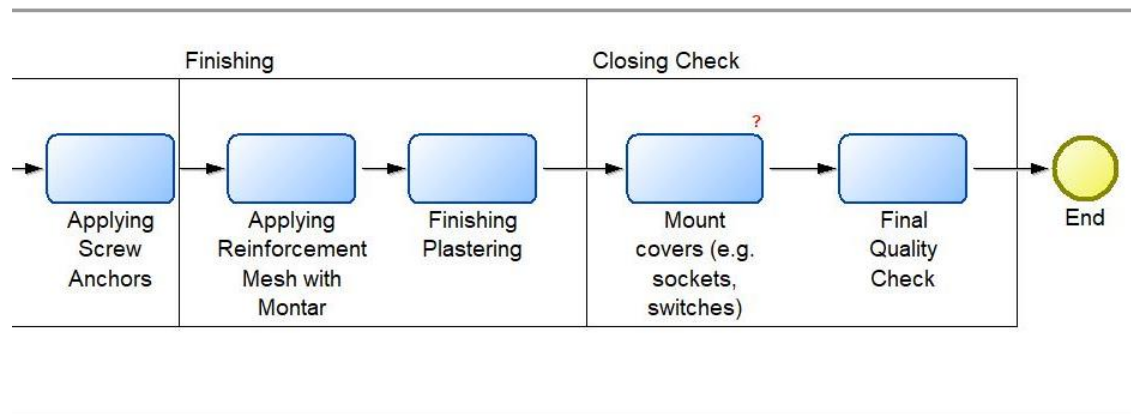 Finishing
Closing Check
?
Applying
Screw
Anchors
Applying
Reinforcement
Mesh with
Montar
Finishing
Plastering
Mount
covers (e.g.
sockets,
switches)
Final
Quality
Check
End